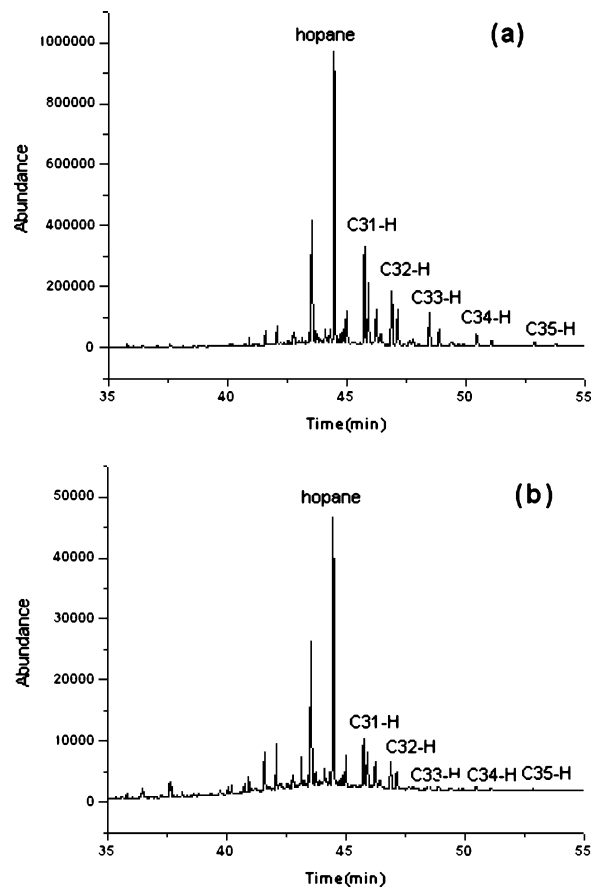 (a)
hopane
1000000
800000
600000
400000
200000
0
Abundance
C31-H
C32-H
C33-H
C34-H
C35-H
35
40
45
50
55
Time(min)
(b)
hopane
50000
40000
30000
20000
10000
0
Abundance
C31-H
C32-H
C33-H
C34-H
C35-H
35
40
45
50
55
Time(min)